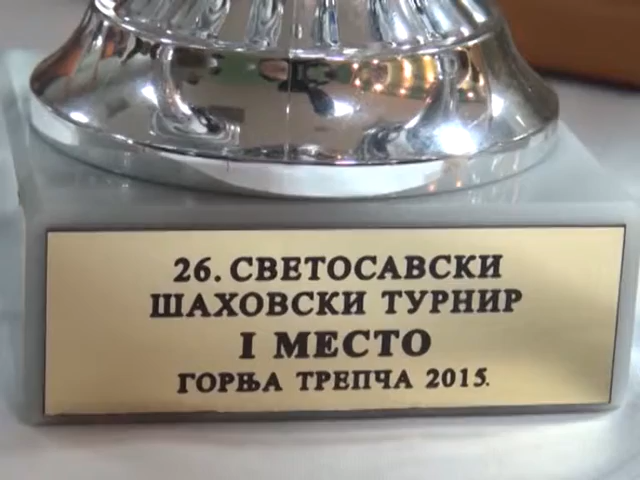 26. СВЕТОСАВСКИ
ШАХОВСКИ ТУРНИР
I МЕСТО
ГОРЊА ТРЕПЧА 2015.